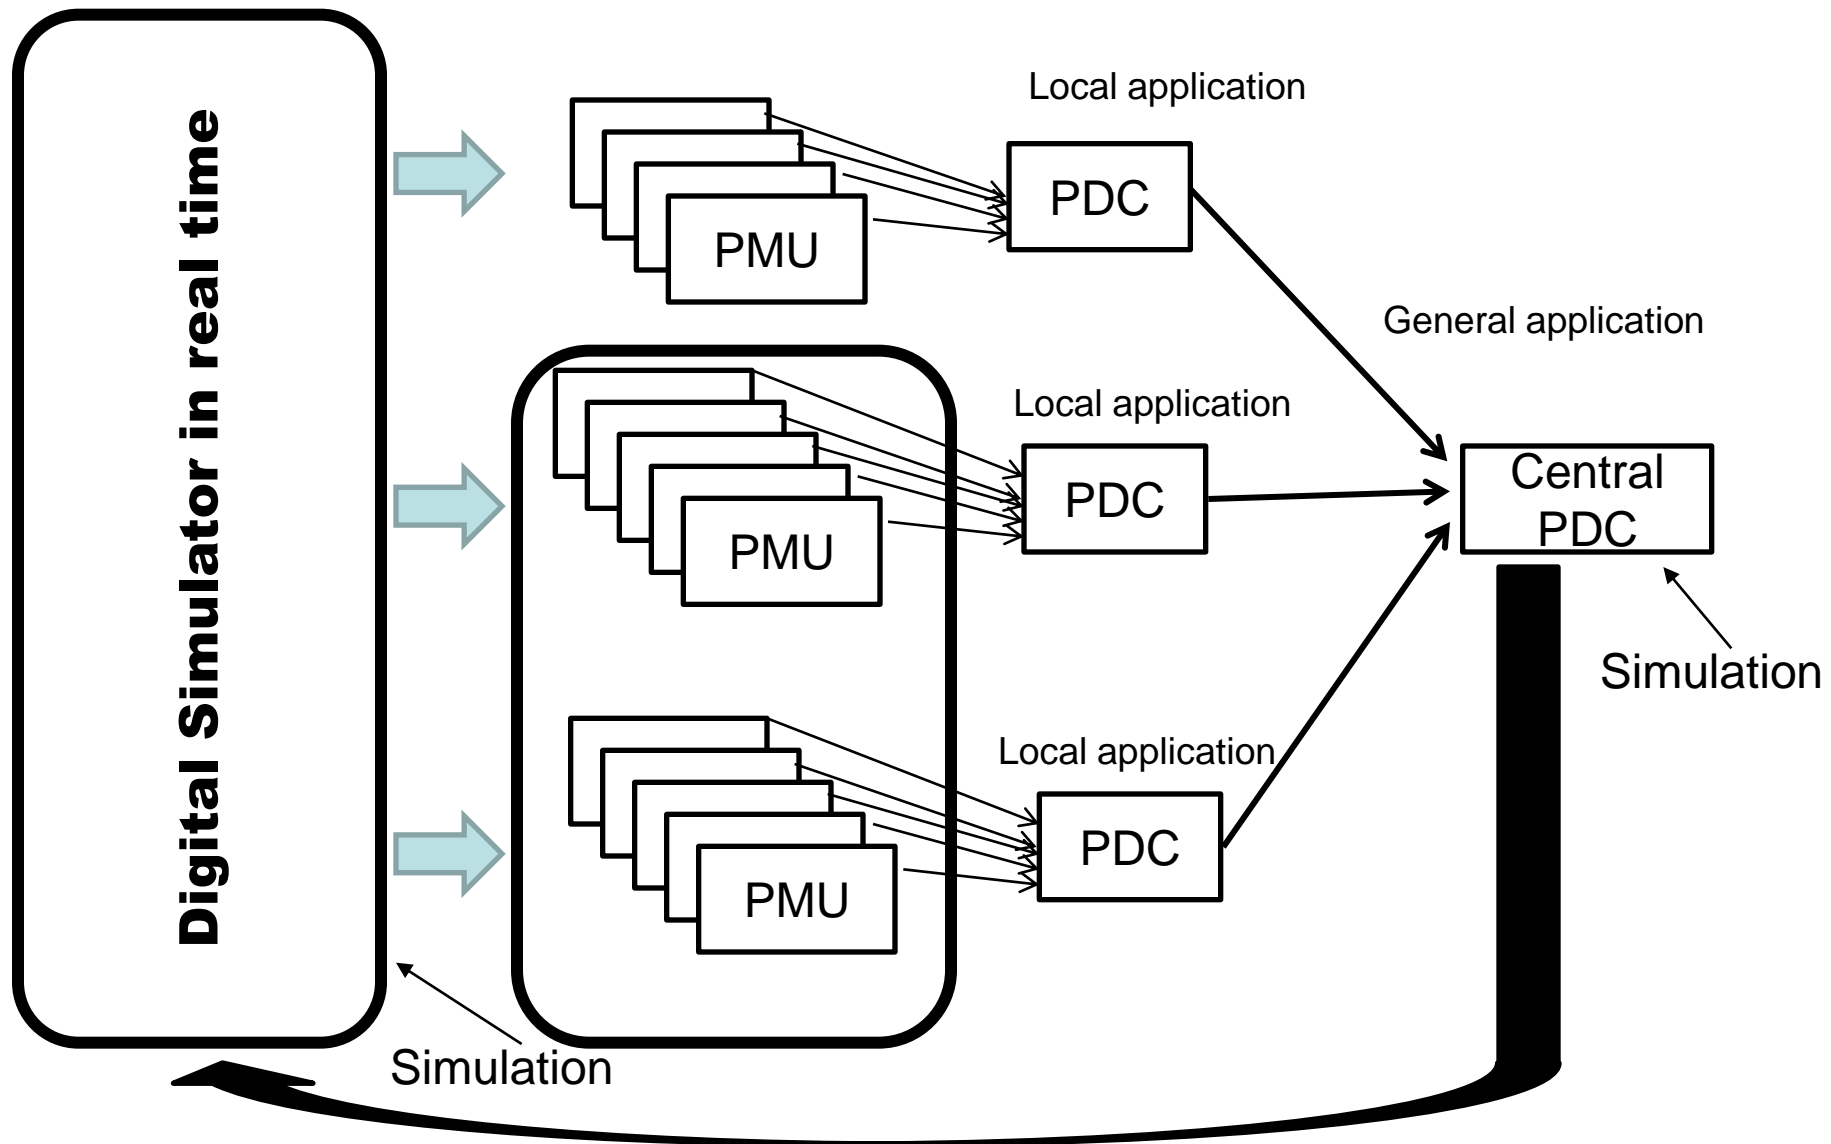 Digital Simulator in real time
Local application
PDC
PMU
General application
Local application
PDC
Central
PDC
PMU
Simulation
Local application
PDC
PMU
Simulation